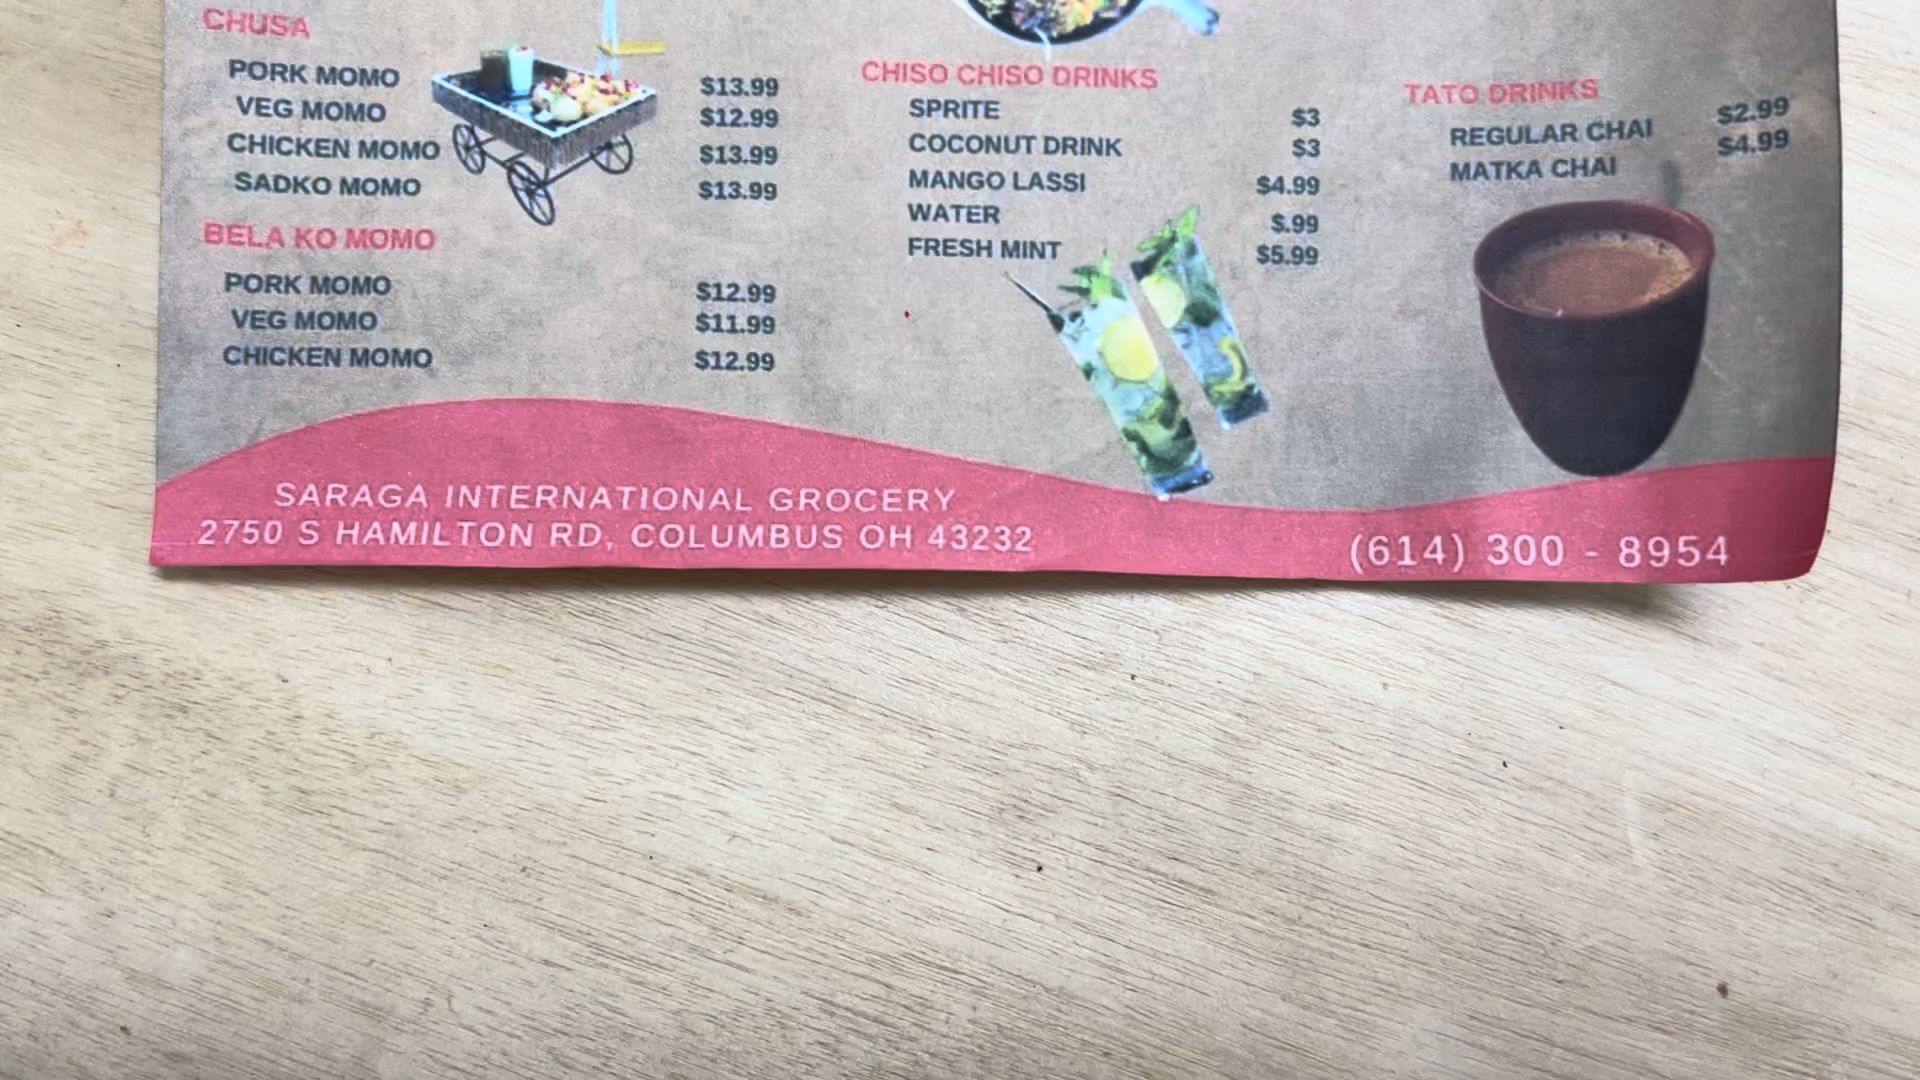 CHUSA
PORK MOMO $13.99
VEG MOMO $12.99
CHICKEN MOMO $13.99
SADKO MOMO $13.99
BELA KO MOMO
PORK MOMO $12.99
VEG MOMO $11.99
CHICKEN MOMO $12.99
CHISO CHISO DRINKS
SPRITE $3
COCONUT DRINK $3
MANGO LASSI $4.99
WATER $.99
FRESH MINT $5.99
TATO DRINKS
REGULAR CHAI $2.99
MATKA CHAI $4.99
SARAGA INTERNATIONAL GROCERY
2750 S HAMILTON RD, COLUMBUS OH 43232
(614) 300 - 8954